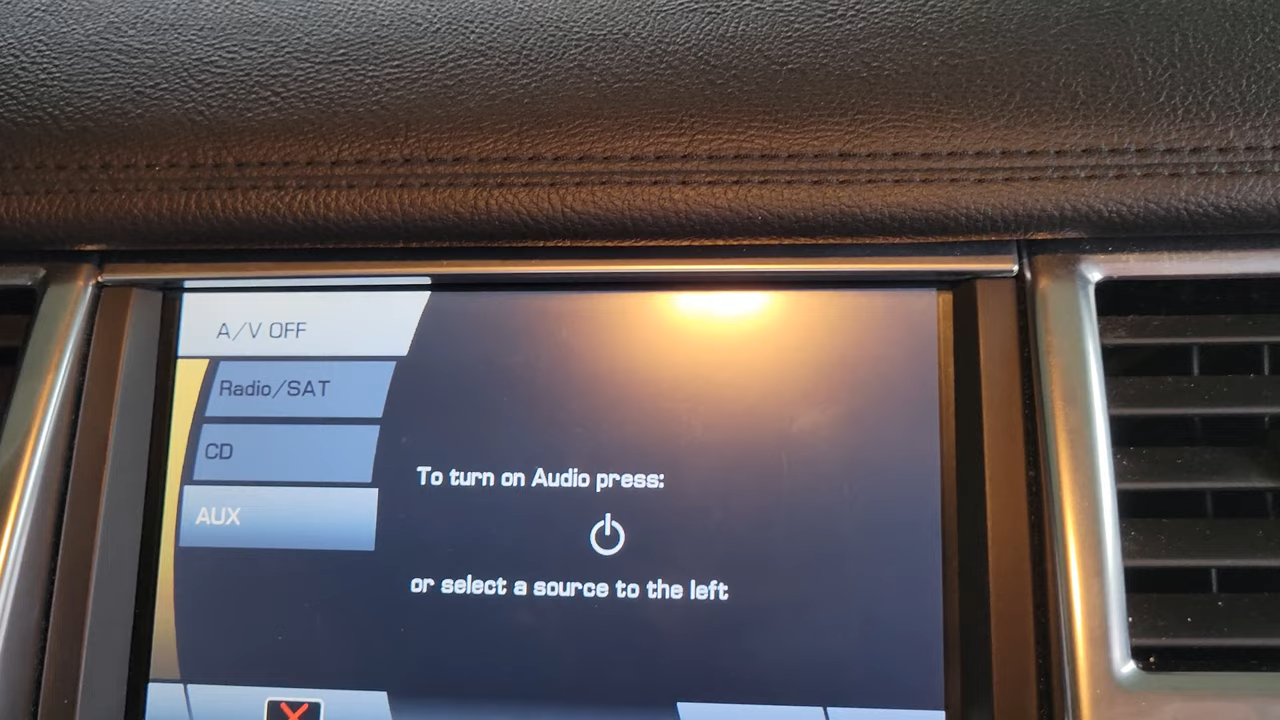 A/V OFF
Radio/SAT
CD
AUX
To turn on Audio press:
or select a source to the left